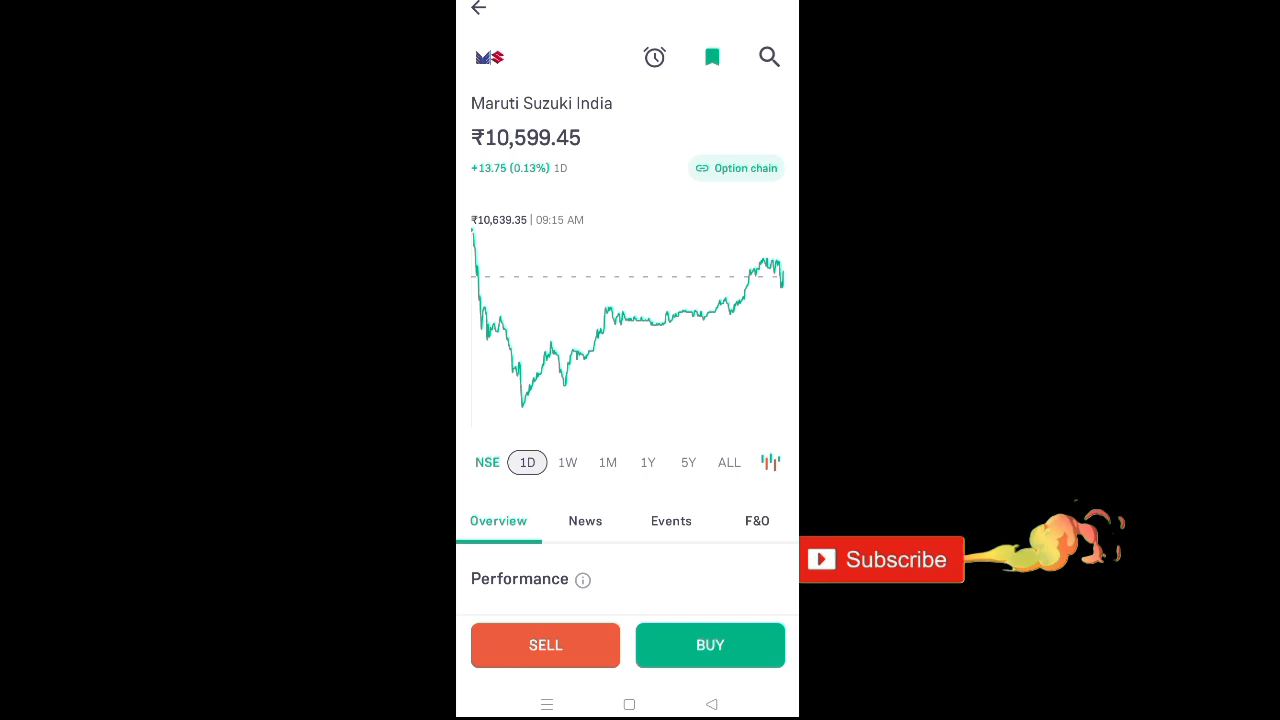 Maruti Suzuki India
₹10,599.45
+13.75 (0.13%) 1D
Option chain
₹10,639.35 | 09:15 AM
NSE 1D 1W 1M 1Y 5Y ALL
Overview News Events F&O
Subscribe
Performance
SELL BUY